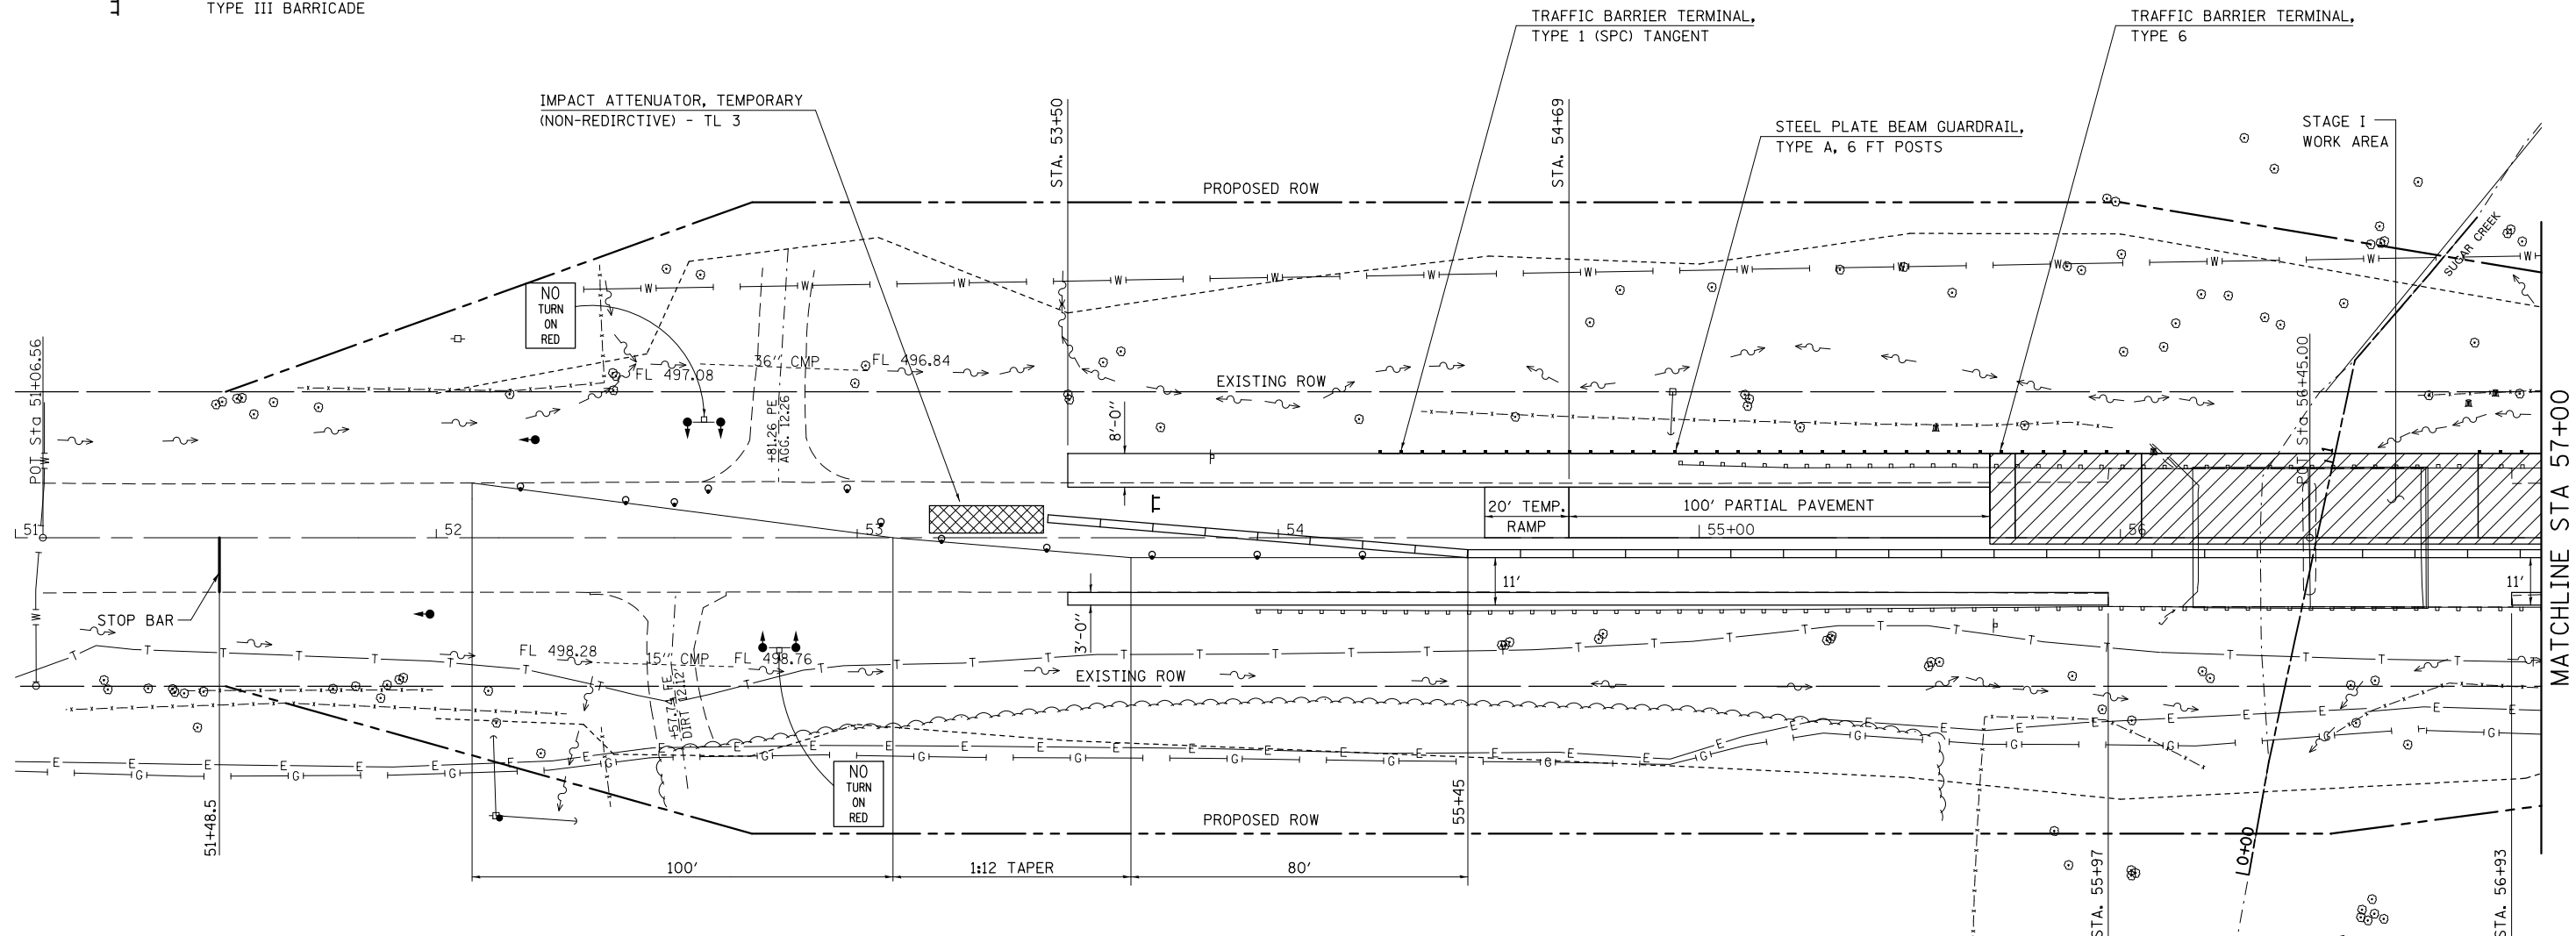 TYPE III BARRICADE
TRAFFIC BARRIER TERMINAL,
TYPE 1 (SPC) TANGENT
TRAFFIC BARRIER TERMINAL,
TYPE 6
IMPACT ATTENUATOR, TEMPORARY
(NON-REDIRCTIVE) - TL 3
STA. 53+50
STA. 54+69
STEEL PLATE BEAM GUARDRAIL,
TYPE A, 6 FT POSTS
STAGE I
WORK AREA
PROPOSED ROW
SUGAR CREEK
W W W W W W W W W W W W W
NO
TURN
ON
RED
POT Sta 51+06.56
36" CMP
FL 497.08
FL 496.84
EXISTING ROW
+81.26 PE
AGG. 12.26
8'-0"
POT Sta 56+45.00
MATCHLINE STA 57+00
20' TEMP.
RAMP
100' PARTIAL PAVEMENT
51
52
53
54
55+00
56
W
W
11'
11'
STOP BAR
3'-0"
FL 498.28
15" CMP
FL 498.76
+57.74 FE
DIRT 12.12'
EXISTING ROW
T T T T T T T T T T T T T T T T T T T T
E E E E E E E E E E E E E E E E E E E E
G G G G G G G G G G G G G G
NO
TURN
ON
RED
51+48.5
55+45
PROPOSED ROW
100'
1:12 TAPER
80'
STA. 55+97
L 0+00
STA. 56+93